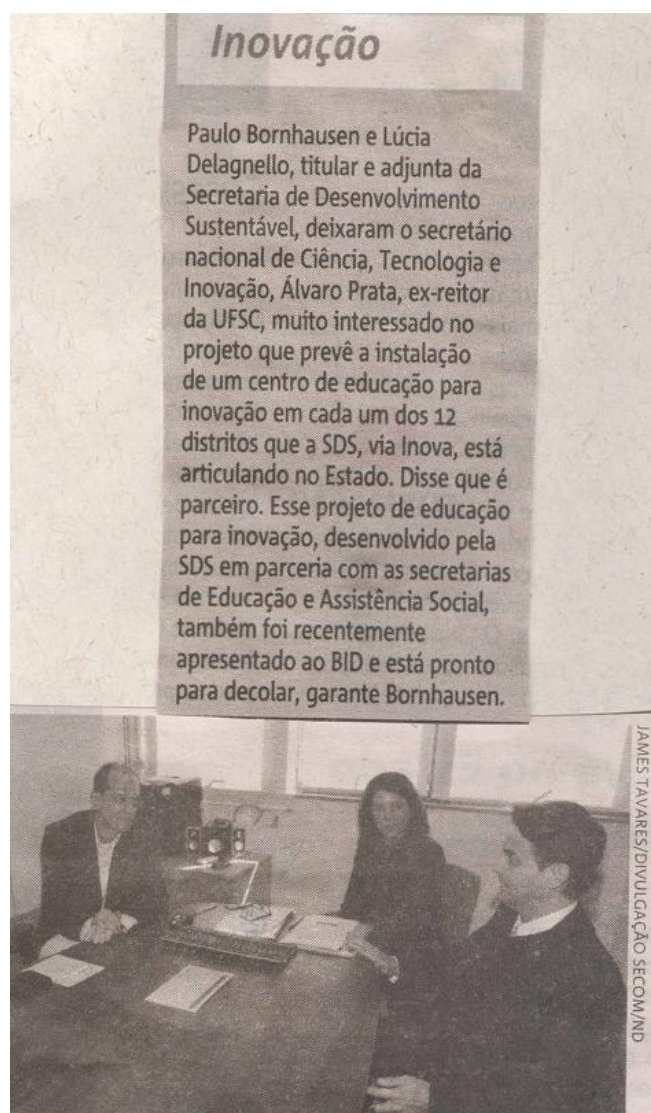 Inovação
Paulo Bornhausen e Lúcia
Delagnello, titular e adjunta da
Secretaria de Desenvolvimento
Sustentável, deixaram o secretário
nacional de Ciência, Tecnologia e
Inovação, Álvaro Prata, ex-reitor
da UFSC, muito interessado no
projeto que prevê a instalação
de um centro de educação para
inovação em cada um dos 12
distritos que a SDS, via Inova, está
articulando no Estado. Disse que é
parceiro. Esse projeto de educação
para inovação, desenvolvido pela
SDS em parceria com as secretarias
de Educação e Assistência Social,
também foi recentemente
apresentado ao BID e está pronto
para decolar, garante Bornhausen.
JAMES TAVARES/DIVULGAÇÃO SECOM/ND